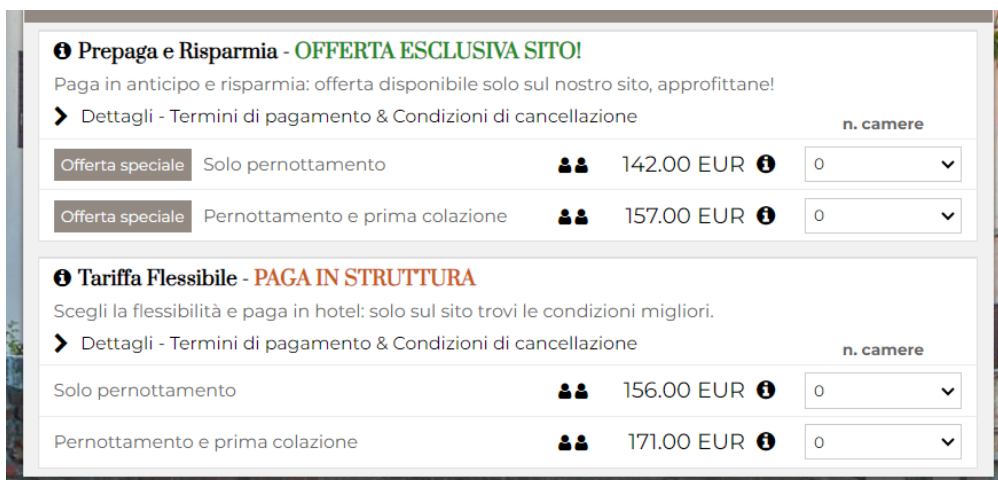 Prepaga e Risparmia - OFFERTA ESCLUSIVA SITO!
Paga in anticipo e risparmia: offerta disponibile solo sul nostro sito, approfittane!
Dettagli - Termini di pagamento & Condizioni di cancellazione
n. camere
Offerta speciale Solo pernottamento 142.00 EUR 0
Offerta speciale Pernottamento e prima colazione 157.00 EUR 0
Tariffa Flessibile - PAGA IN STRUTTURA
Scegli la flessibilità e paga in hotel: solo sul sito trovi le condizioni migliori.
Dettagli - Termini di pagamento & Condizioni di cancellazione
n. camere
Solo pernottamento 156.00 EUR 0
Pernottamento e prima colazione 171.00 EUR 0